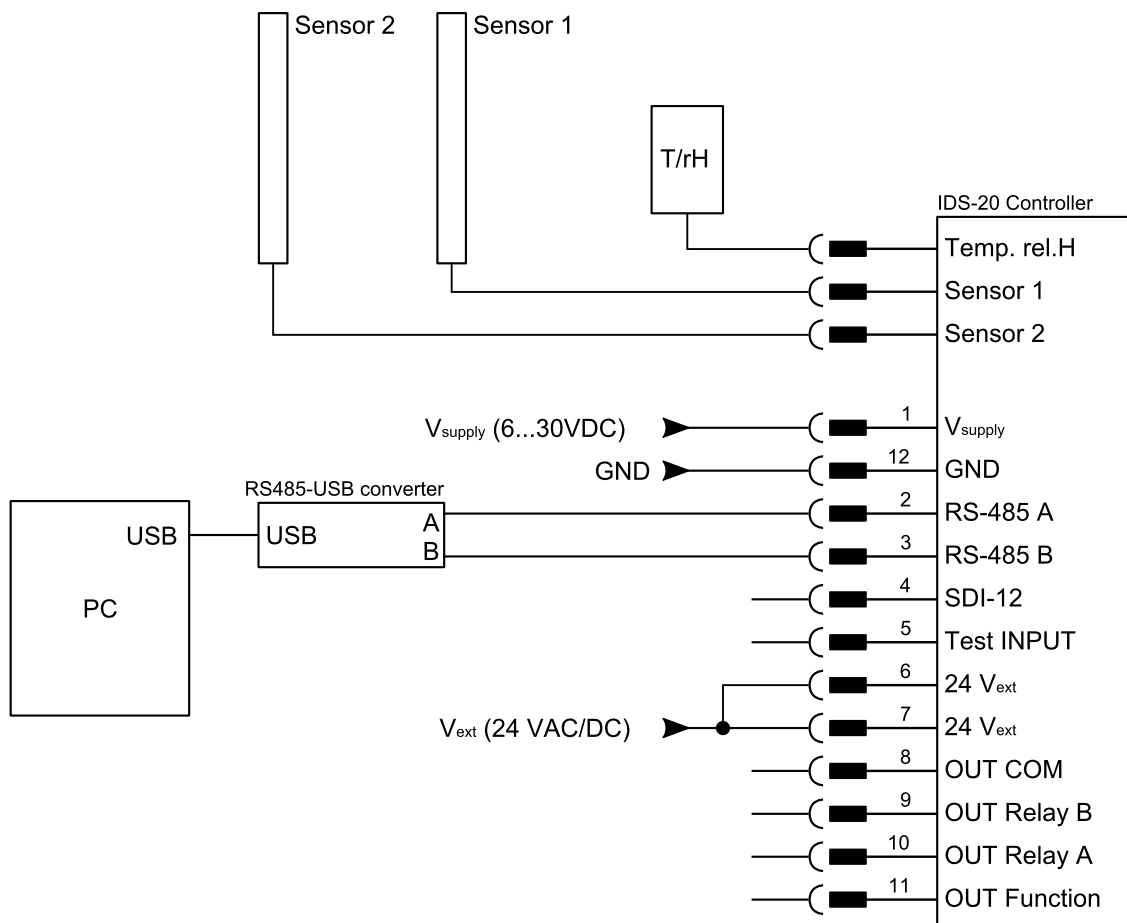 Sensor 2
Sensor 1
T/rH
IDS-20 Controller
Temp. rel.H
Sensor 1
Sensor 2
Vsupply (6...30VDC)
1
Vsupply
GND
12
GND
RS485-USB converter
2
RS-485 A
USB
USB
A
B
3
RS-485 B
PC
4
SDI-12
5
Test INPUT
6
24 Vext
Vext (24 VAC/DC)
7
24 Vext
8
OUT COM
9
OUT Relay B
10
OUT Relay A
11
OUT Function